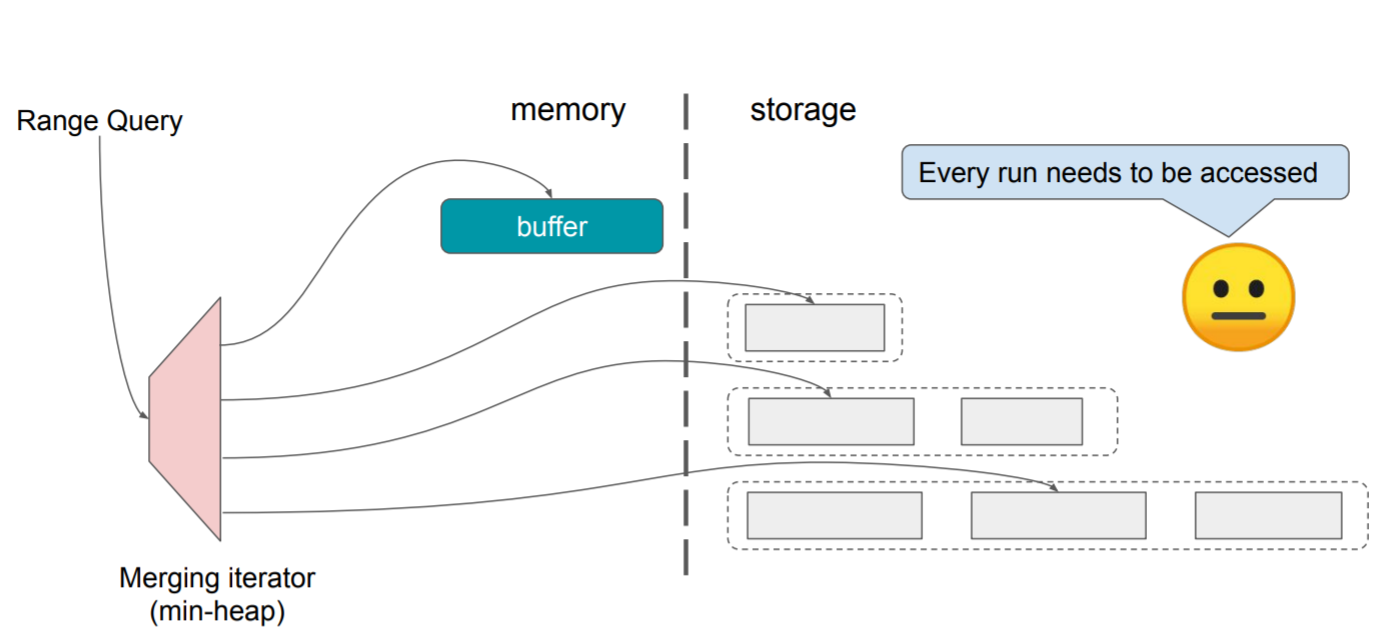 Range Query
memory
storage
Every run needs to be accessed
buffer
Merging iterator
(min-heap)